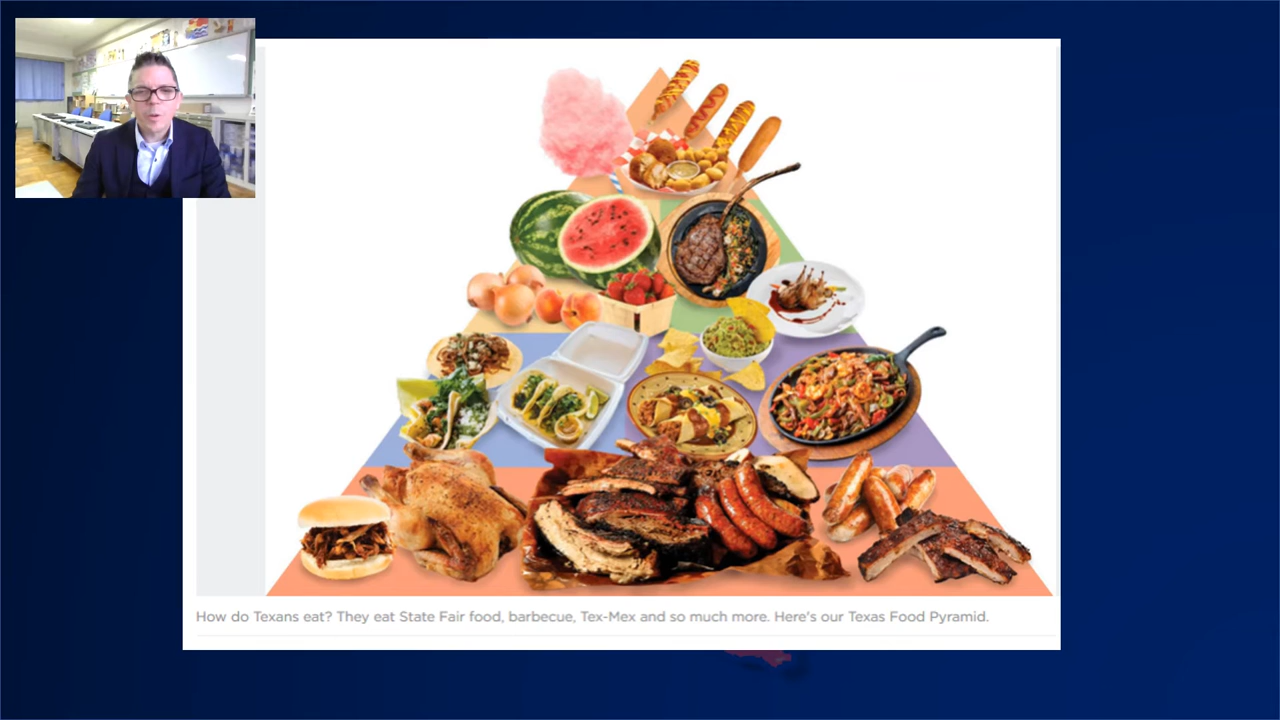 How do Texans eat? They eat State Fair food, barbecue, Tex-Mex and so much more. Here's our Texas Food Pyramid.